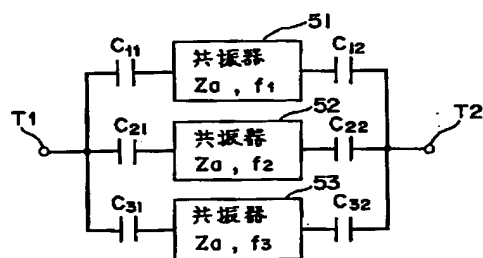 51
C11 共振器 C12
Za , f1
T1 52 T2
C21 共振器 C22
Za , f2
53
C31 共振器 C32
Za , f3